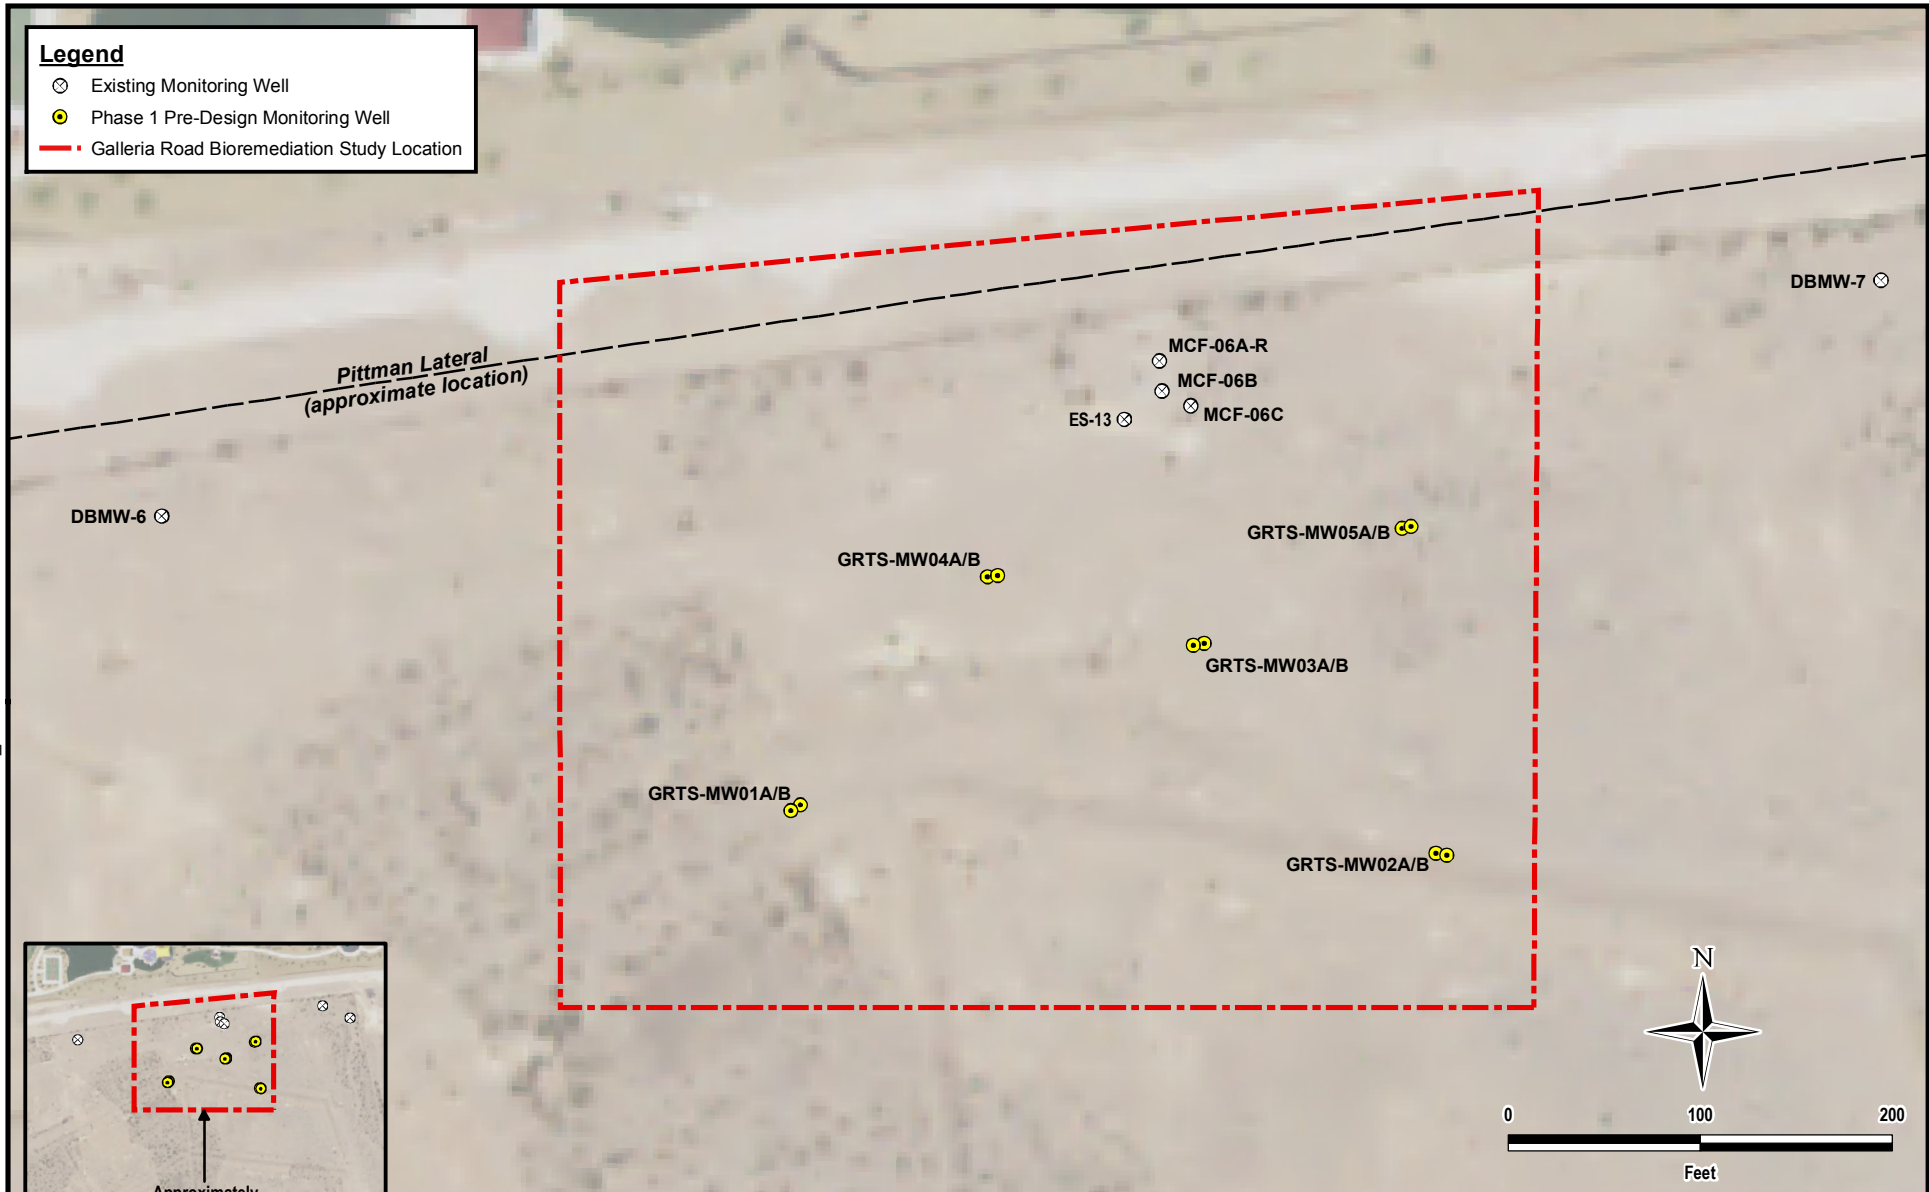 Legend
Existing Monitoring Well
Phase 1 Pre-Design Monitoring Well
Galleria Road Bioremediation Study Location
DBMW-7
MCF-06A-R
Pittman Lateral
(approximate location)
MCF-06B
MCF-06C
ES-13
DBMW-6
GRTS-MW05A/B
GRTS-MW04A/B
GRTS-MW03A/B
GRTS-MW01A/B
GRTS-MW02A/B
N
0 100 200
Feet
Approximately